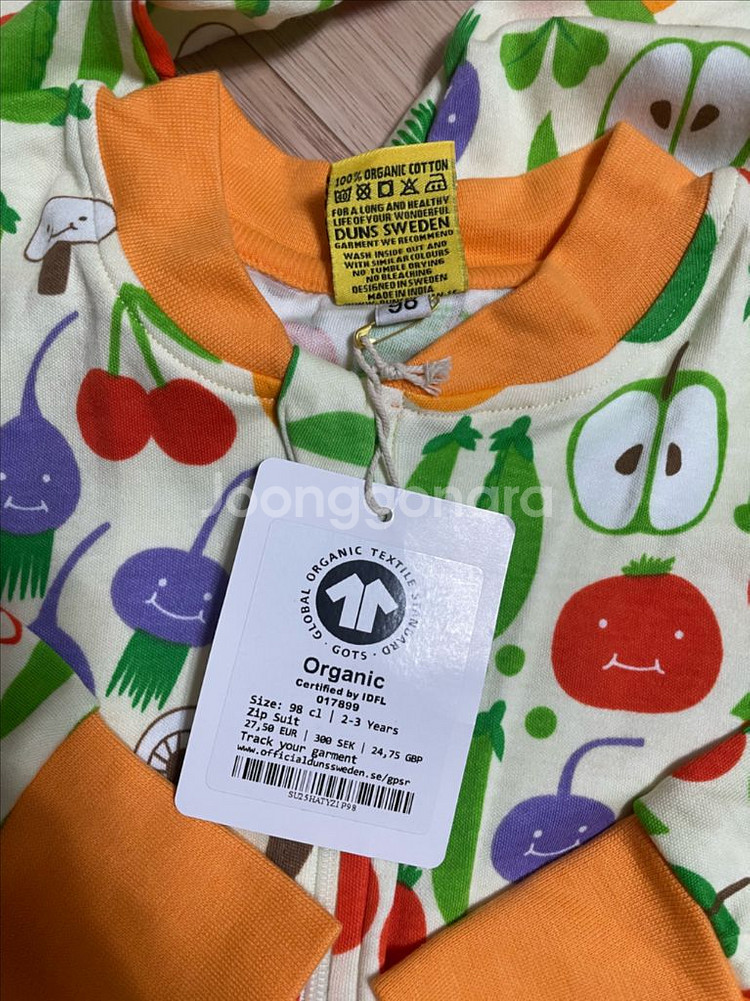 100% ORGANIC COTTON
FOR A LONG AND HEALTHY
LIFE OF YOUR WONDERFUL
DUNS SWEDEN
GARMENT WE RECOMMEND
WASH INSIDE OUT AND
WITH SIMILAR COLOURS
NO TUMBLE DRYING
NO BLEACHING
DESIGNED IN SWEDEN
MADE IN INDIA
98
Joonggonara
GLOBAL ORGANIC TEXTILE STANDARD
· GOTS ·
Organic
Certified by IDFL
017899
Size: 98 cl | 2-3 Years
Zip Suit
27,50 EUR | 300 SEK | 24,75 GBP
Track your garment
www.officialdunssweden.se/gpsr
SU25HATYZ1P98